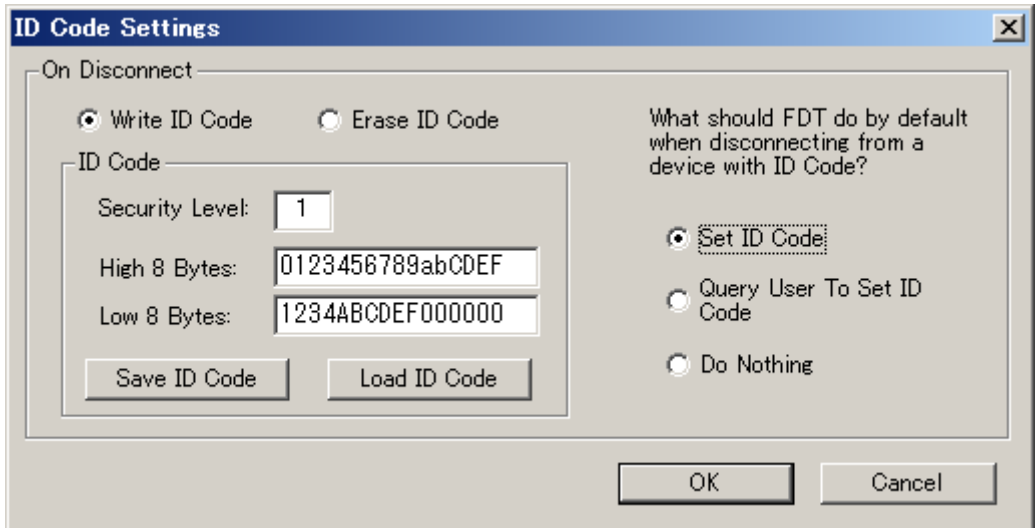 ID Code Settings
On Disconnect
Write ID Code
Erase ID Code
ID Code
Security Level: 1
High 8 Bytes: 0123456789abCDEF
Low 8 Bytes: 1234ABCDEF000000
Save ID Code
Load ID Code
What should FDT do by default
when disconnecting from a
device with ID Code?
Set ID Code
Query User To Set ID
Code
Do Nothing
OK
Cancel